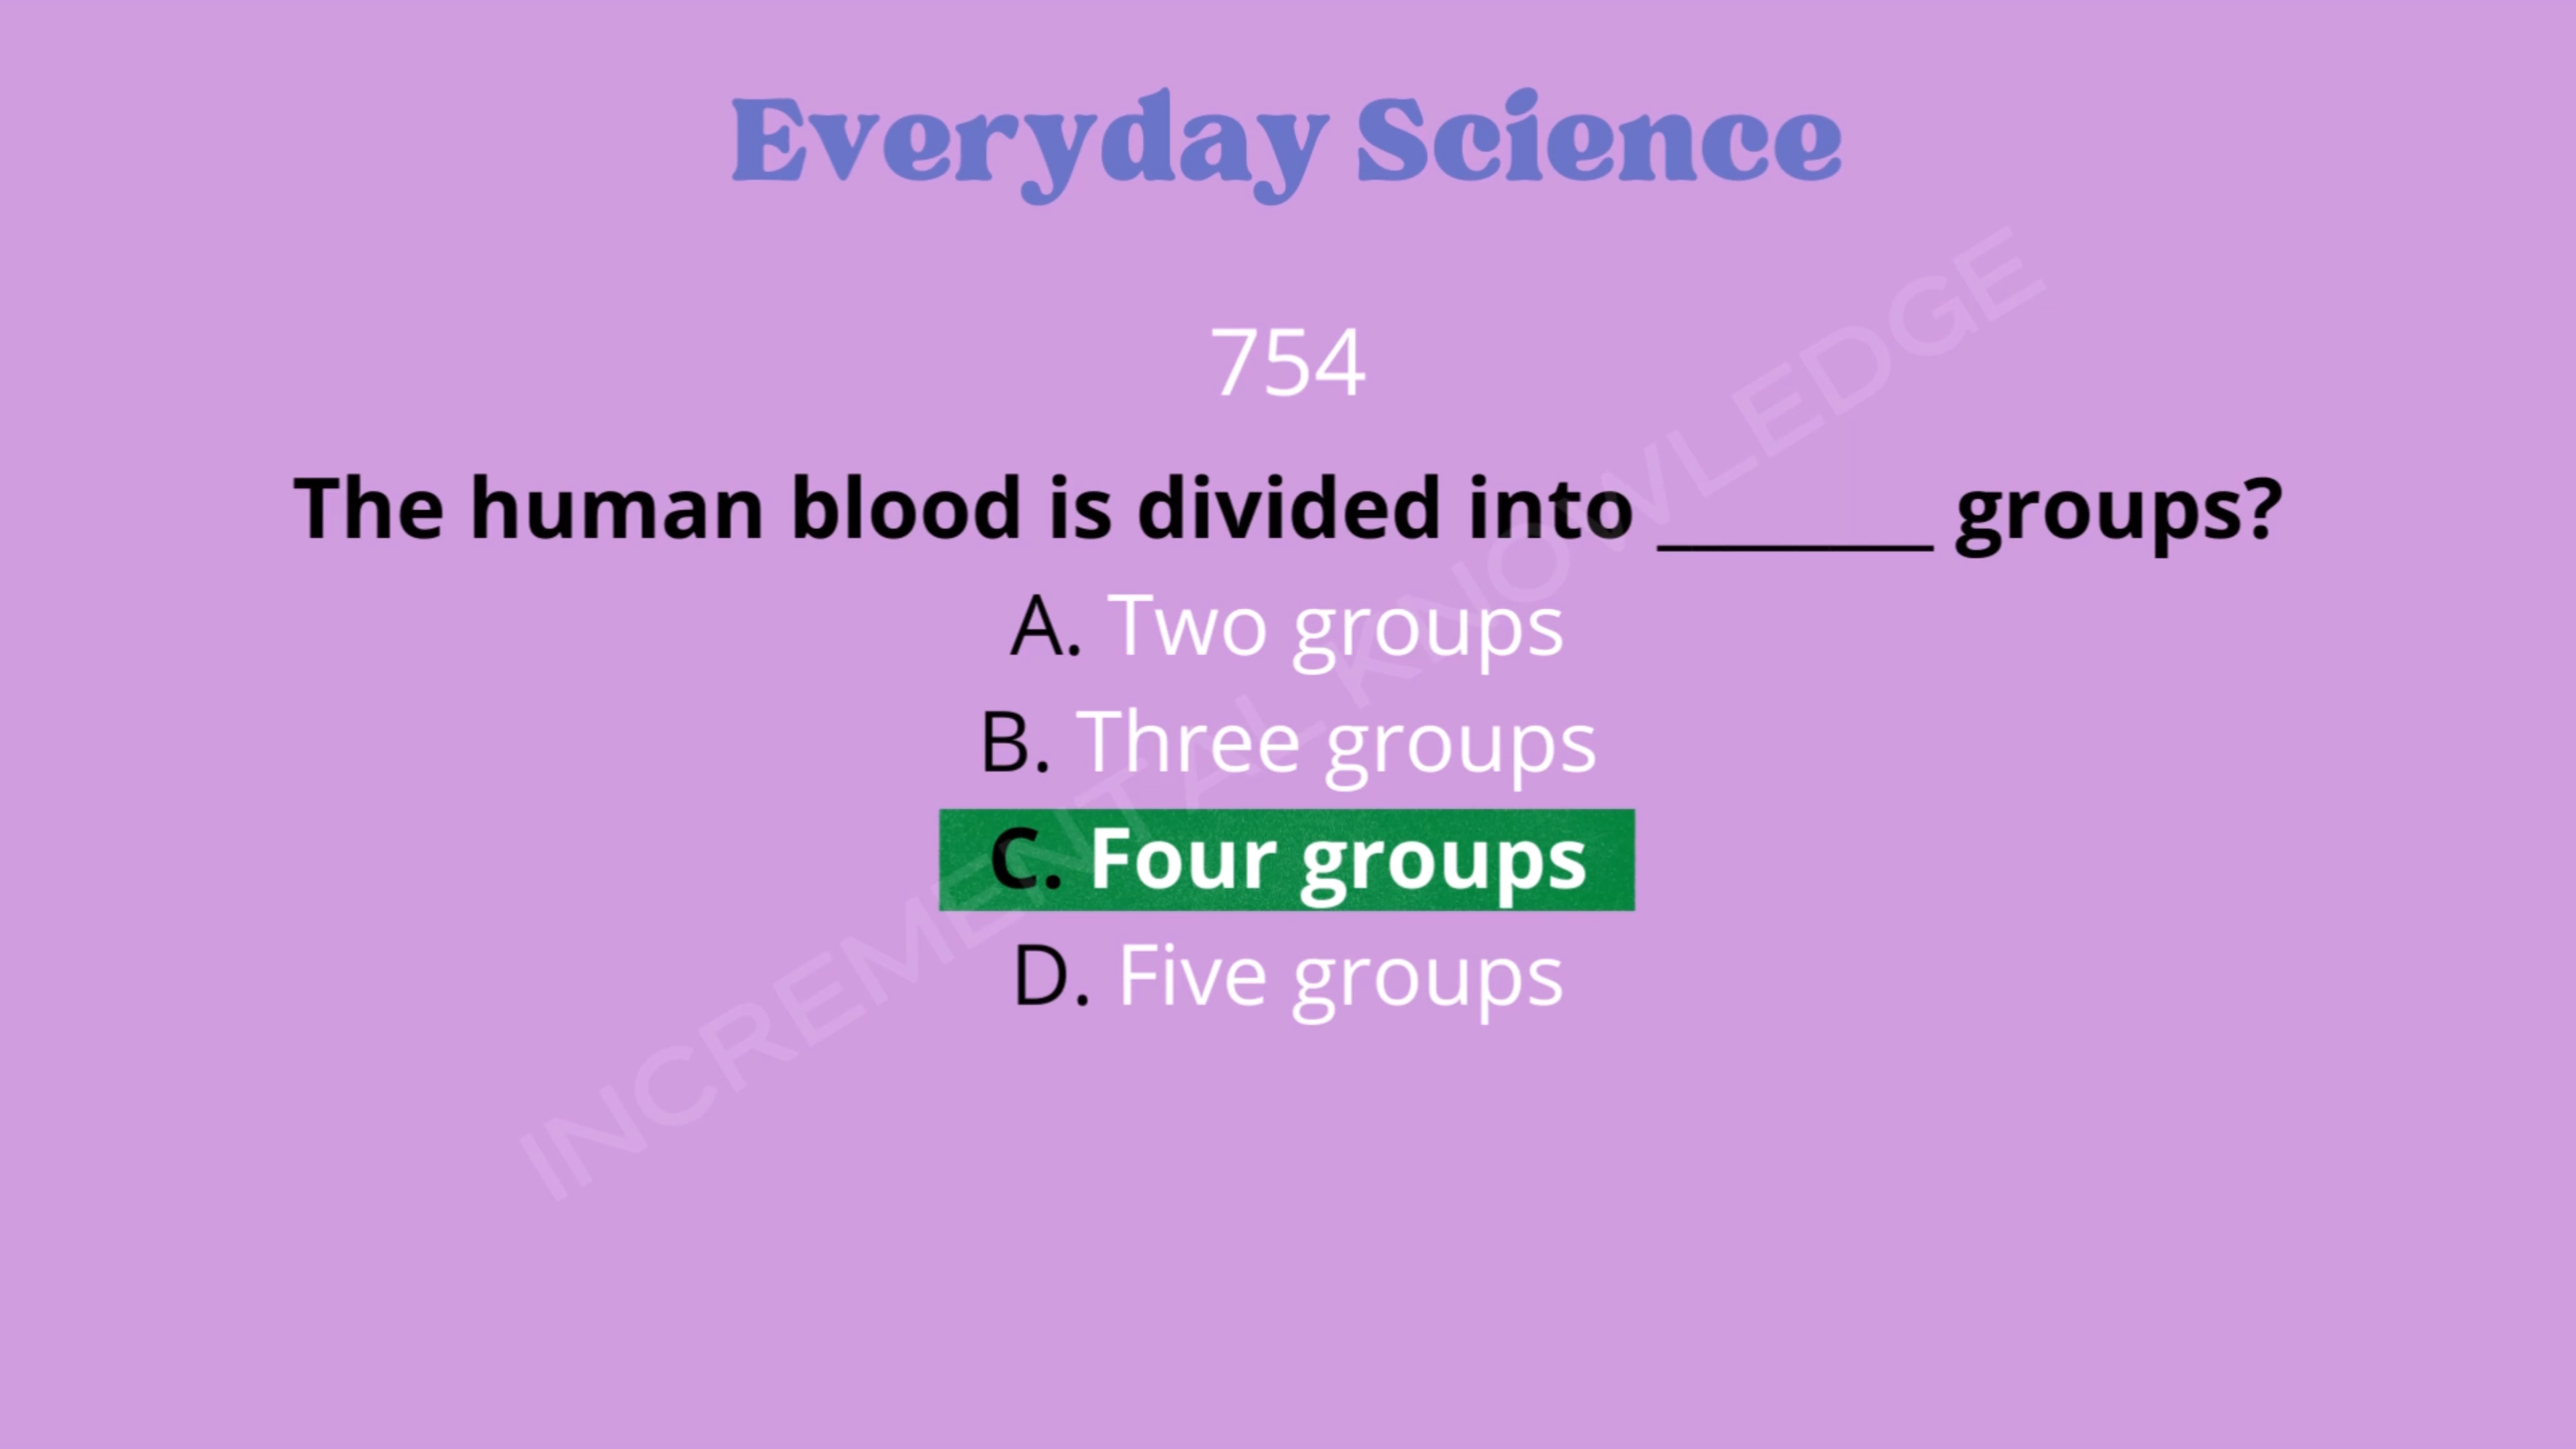 Everyday Science
754
The human blood is divided into ________ groups?
A. Two groups
B. Three groups
C. Four groups
D. Five groups
INCREMENTAL KNOWLEDGE